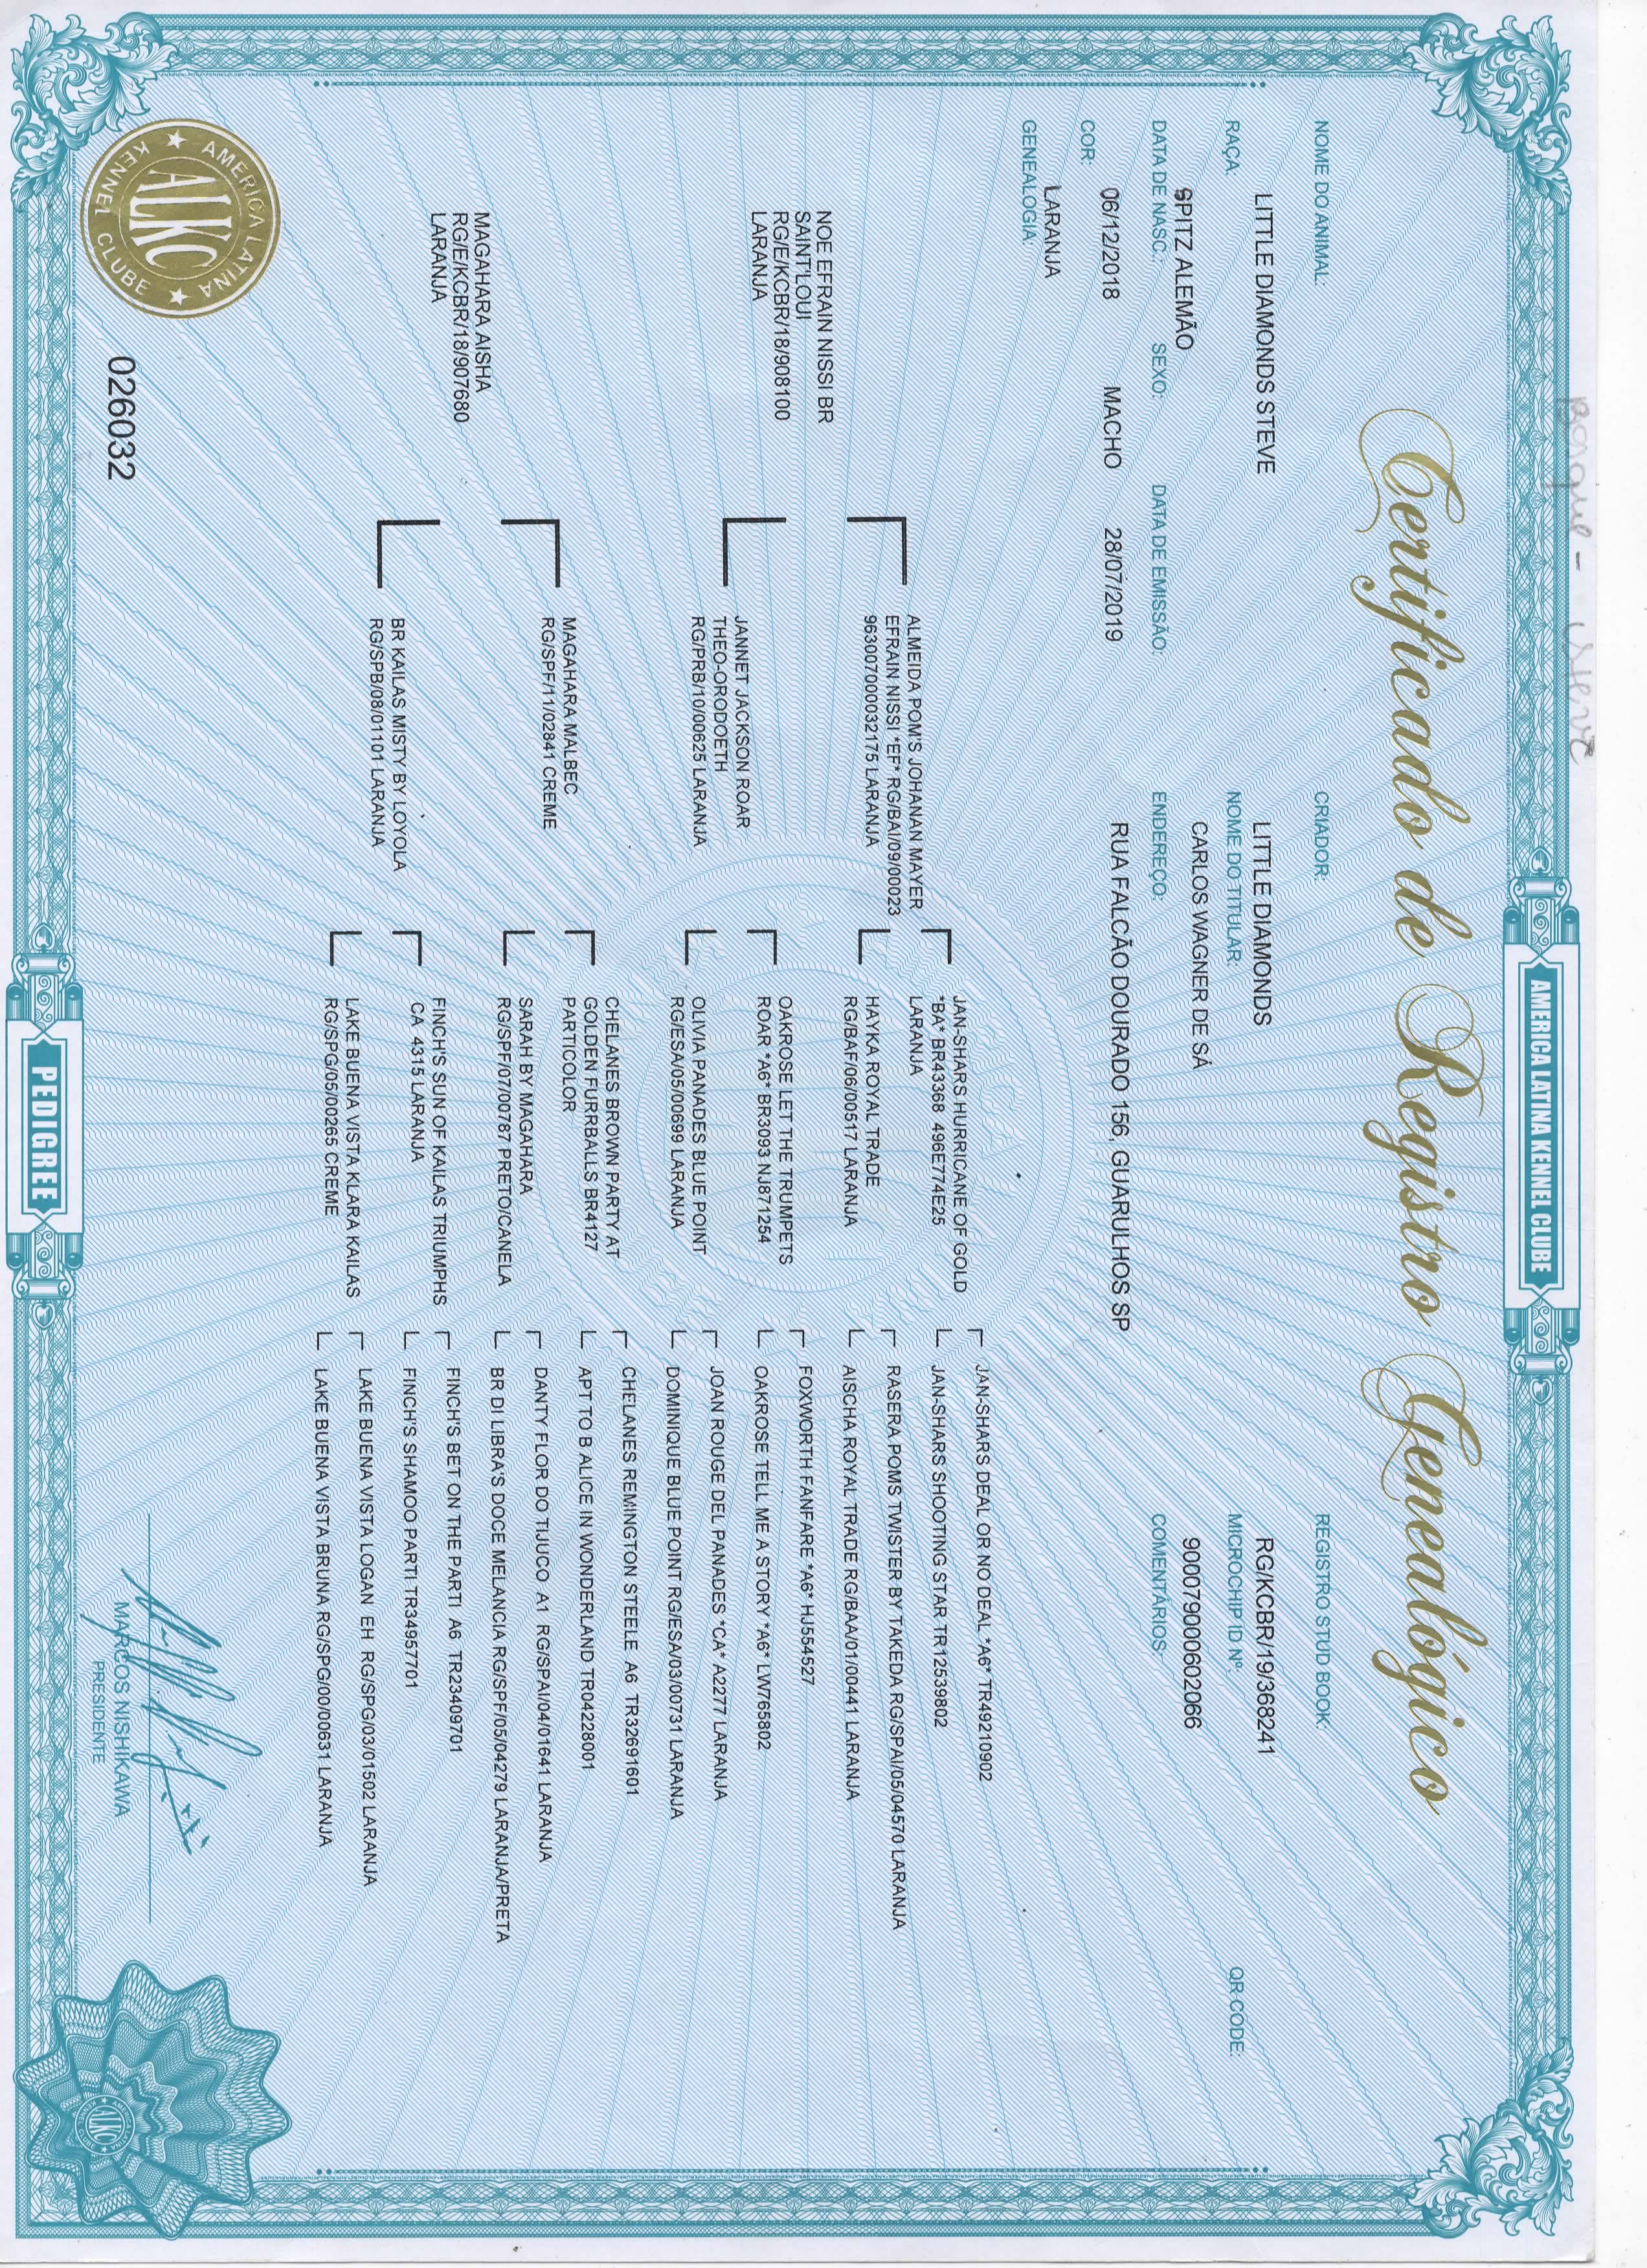 Bosque - Steve
AMERICA LATINA KENNEL CLUBE
Certificado de Registro Genealógico
NOME DO ANIMAL:
LITTLE DIAMONDS STEVE
CRIADOR:
LITTLE DIAMONDS
REGISTRO STUD BOOK:
RG/KCBR/19/368241
RAÇA:
SPITZ ALEMÃO
NOME DO TITULAR:
CARLOS WAGNER DE SÁ
MICROCHIP ID Nº:
900079000602066
QR CODE:
DATA DE NASC.:
06/12/2018
SEXO:
MACHO
DATA DE EMISSÃO:
28/07/2019
ENDEREÇO:
RUA FALCÃO DOURADO 156, GUARULHOS SP
COMENTÁRIOS:
COR:
LARANJA
GENEALOGIA:
NOE EFRAIN NISSI BR
SAINT'LOUI
RG/E/KCBR/18/908100
LARANJA
MAGAHARA AISHA
RG/E/KCBR/18/907680
LARANJA
ALMEIDA POM'S JOHANAN MAYER
EFRAIN NISSI *EF* RG/BAI/09/00023
963007000032175 LARANJA
JANNET JACKSON ROAR
THEO-ORODOETH
RG/PRB/10/00625 LARANJA
MAGAHARA MALBEC
RG/SPF/11/02841 CREME
BR KAILAS MISTY BY LOYOLA
RG/SPB/08/01101 LARANJA
JAN-SHARS HURRICANE OF GOLD
*BA* BR43368 496E774E25
LARANJA
HAYKA ROYAL TRADE
RG/BAF/06/00517 LARANJA
OAKROSE LET THE TRUMPETS
ROAR *A6* BR3093 NJ871254
OLIVIA PANADES BLUE POINT
RG/ESA/05/00699 LARANJA
CHELANES BROWN PARTY AT
GOLDEN FURRBALLS BR4127
PARTICOLOR
SARAH BY MAGAHARA
RG/SPF/07/00787 PRETO/CANELA
FINCH'S SUN OF KAILAS TRIUMPHS
CA 4315 LARANJA
LAKE BUENA VISTA KLARA KAILAS
RG/SPG/05/00265 CREME
JAN-SHARS DEAL OR NO DEAL *A6* TR49210902
JAN-SHARS SHOOTING STAR TR12539802
RASERA POMS TWISTER BY TAKEDA RG/SPAI/05/04570 LARANJA
AISCHA ROYAL TRADE RG/BAA/01/00441 LARANJA
FOXWORTH FANFARE *A6* HJ554527
OAKROSE TELL ME A STORY *A6* LW765802
JOAN ROUGE DEL PANADES *CA* A2277 LARANJA
DOMINIQUE BLUE POINT RG/ESA/03/00731 LARANJA
CHELANES REMINGTON STEELE A6 TR32691601
APT TO B ALICE IN WONDERLAND TR04228001
DANTY FLOR DO TIJUCO A1 RG/SPAI/04/01641 LARANJA
BR DI LIBRA'S DOCE MELANCIA RG/SPF/05/04279 LARANJA/PRETA
FINCH'S BET ON THE PARTI A6 TR23409701
FINCH'S SHAMOO PARTI TR34957701
LAKE BUENA VISTA LOGAN EH RG/SPG/03/01502 LARANJA
LAKE BUENA VISTA BRUNA RG/SPG/00/00631 LARANJA
AMERICA LATINA
ALKC
KENNEL CLUBE
026032
MARCOS NISHIKAWA
PRESIDENTE
AMERICA LATINA
ALKC
KENNEL CLUBE
PEDIGREE